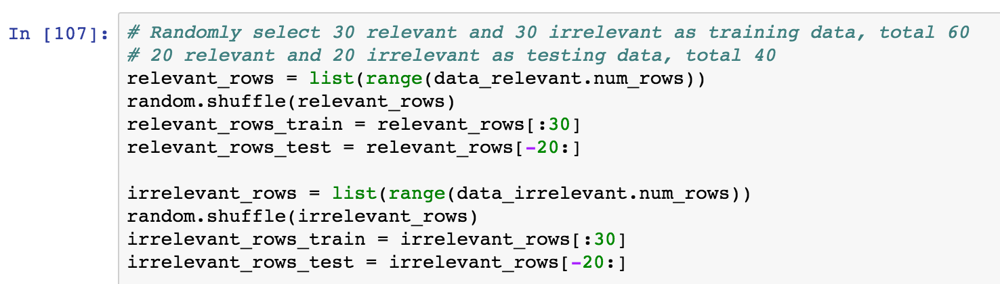 In [107]: # Randomly select 30 relevant and 30 irrelevant as training data, total 60
# 20 relevant and 20 irrelevant as testing data, total 40
relevant_rows = list(range(data_relevant.num_rows))
random.shuffle(relevant_rows)
relevant_rows_train = relevant_rows[:30]
relevant_rows_test = relevant_rows[-20:]

irrelevant_rows = list(range(data_irrelevant.num_rows))
random.shuffle(irrelevant_rows)
irrelevant_rows_train = irrelevant_rows[:30]
irrelevant_rows_test = irrelevant_rows[-20:]